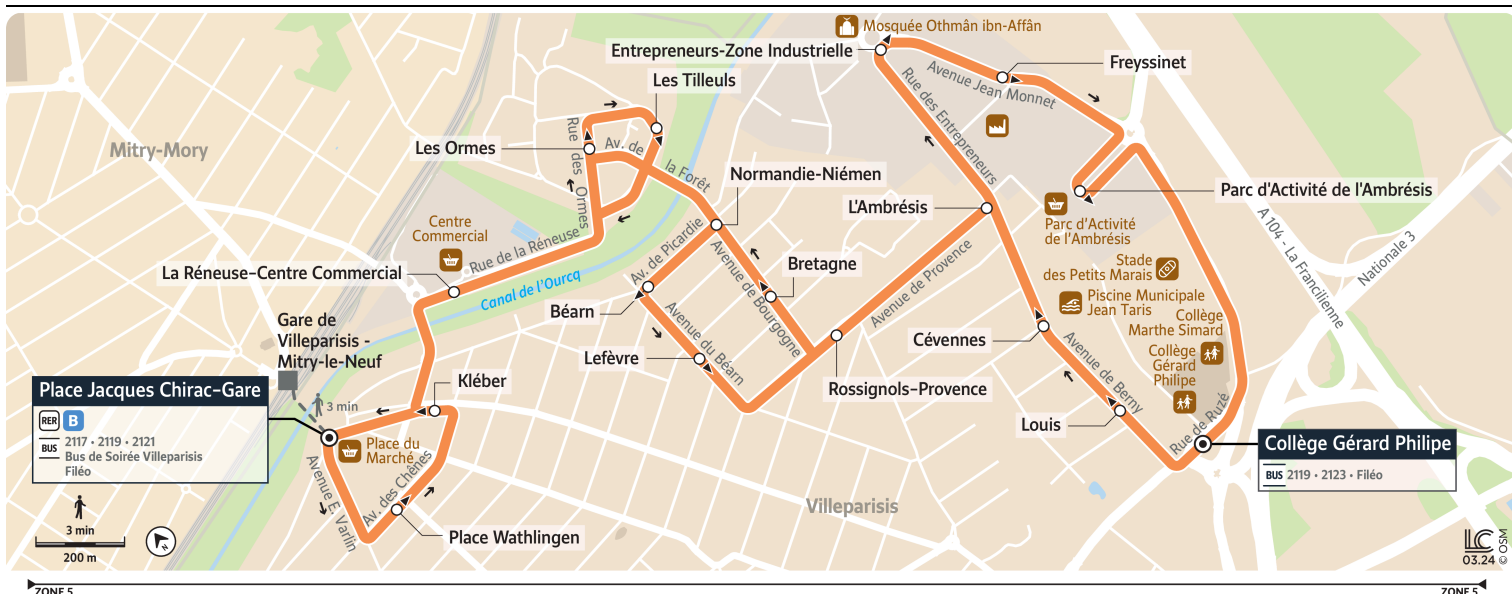 Mosquée Othmân ibn-Affân
Entrepreneurs-Zone Industrielle
Freyssinet
Les Tilleuls
Avenue Jean Monnet
Rue des Entrepreneurs
Mitry-Mory
Les Ormes
Rue des Ormes
Av. de la Forêt
Normandie-Niémen
L'Ambrésis
Parc d'Activité de l'Ambrésis
Parc d'Activité
de l'Ambrésis
A 104 - La Francilienne
Nationale 3
Centre
Commercial
Rue de la Réneuse
La Réneuse-Centre Commercial
Canal de l'Ourcq
Av. de Picardie
Avenue de Bourgogne
Bretagne
Béarn
Avenue du Béarn
Lefèvre
Avenue de Provence
Rossignols-Provence
Stade
des Petits Marais
Piscine Municipale
Jean Taris
Collège
Marthe Simard
Collège
Gérard
Philipe
Cévennes
Avenue de Berny
Louis
Rue de Ruzé
Gare de
Villeparisis -
Mitry-le-Neuf
Place Jacques Chirac-Gare
RER B
BUS
2117 • 2119 • 2121
Bus de Soirée Villeparisis
Filéo
3 min
Kléber
Place du
Marché
Avenue E. Varlin
Av. des Chênes
Place Wathlingen
Villeparisis
Collège Gérard Philipe
BUS 2119 • 2123 • Filéo
3 min
200 m
N
LC
03.24
© OSM
ZONE 5
ZONE 5